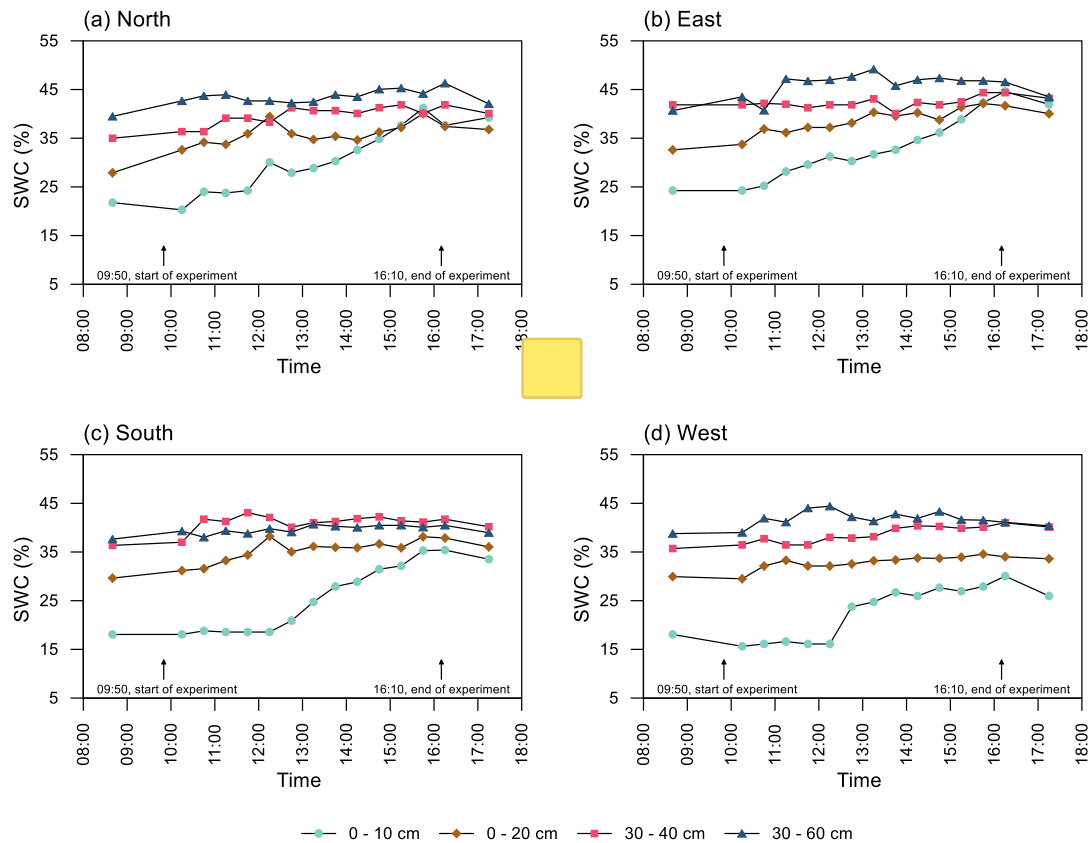 (a) North
55
45
35
25
15
5
SWC (%)
09:50, start of experiment
16:10, end of experiment
08:00
09:00
10:00
11:00
12:00
13:00
14:00
15:00
16:00
17:00
18:00
Time
(b) East
55
45
35
25
15
5
SWC (%)
09:50, start of experiment
16:10, end of experiment
08:00
09:00
10:00
11:00
12:00
13:00
14:00
15:00
16:00
17:00
18:00
Time
(c) South
55
45
35
25
15
5
SWC (%)
09:50, start of experiment
16:10, end of experiment
08:00
09:00
10:00
11:00
12:00
13:00
14:00
15:00
16:00
17:00
18:00
Time
(d) West
55
45
35
25
15
5
SWC (%)
09:50, start of experiment
16:10, end of experiment
08:00
09:00
10:00
11:00
12:00
13:00
14:00
15:00
16:00
17:00
18:00
Time
0 - 10 cm
0 - 20 cm
30 - 40 cm
30 - 60 cm